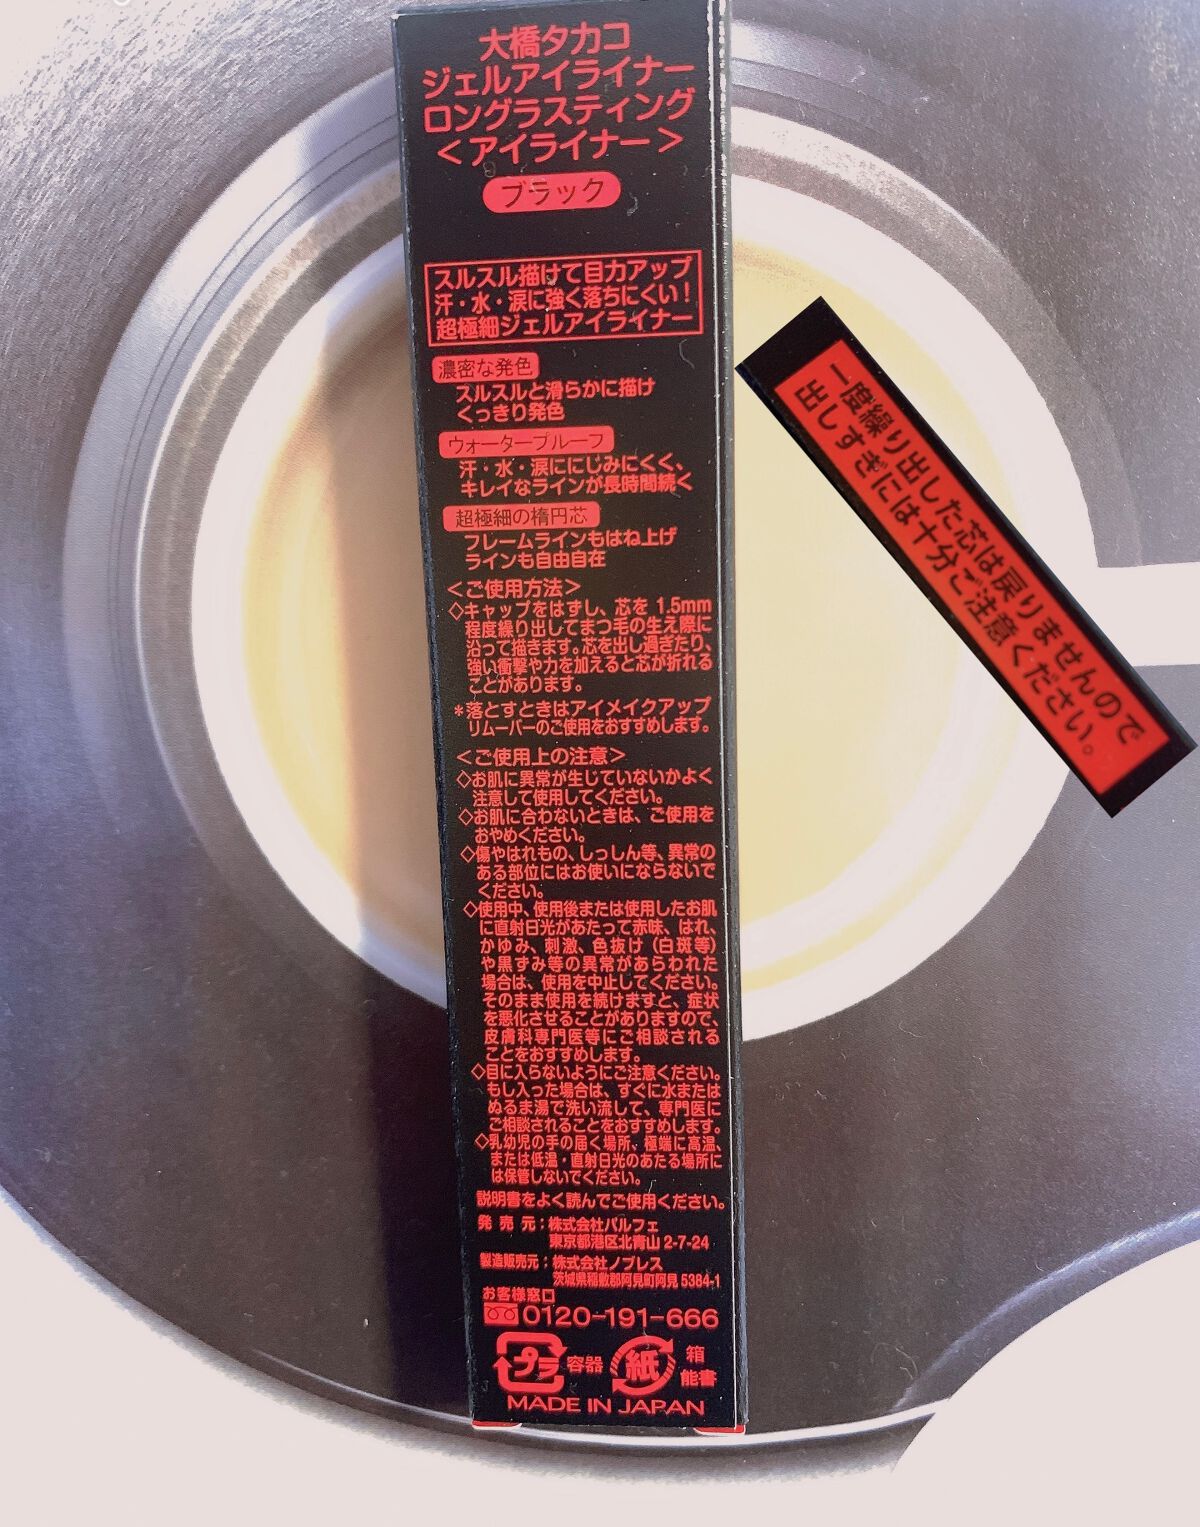 大橋タカコ
ジェルアイライナー
ロングラスティング
＜アイライナー＞
ブラック
スルスル描けて目力アップ
汗・水・涙に強く落ちにくい！
超極細ジェルアイライナー
濃密な発色
スルスルと滑らかに描け
くっきり発色
ウォータープルーフ
汗・水・涙ににじみにくく、
キレイなラインが長時間続く
超極細の楕円芯
フレームラインもはね上げ
ラインも自由自在
＜ご使用方法＞
◇キャップをはずし、芯を 1.5mm
程度繰り出してまつ毛の生え際に
沿って描きます。芯を出し過ぎたり、
強い衝撃や力を加えると芯が折れる
ことがあります。
＊落とすときはアイメイクアップ
リムーバーのご使用をおすすめします。
＜ご使用上の注意＞
◇お肌に異常が生じていないかよく
注意して使用してください。
◇お肌に合わないときは、ご使用を
おやめください。
◇傷やはれもの、しっしん等、異常の
ある部位にはお使いにならないで
ください。
◇使用中、使用後または使用したお肌
に直射日光があたって赤味、はれ、
かゆみ、刺激、色抜け（白斑等）
や黒ずみ等の異常があらわれた
場合は、使用を中止してください。
そのまま使用を続けますと、症状
を悪化させることがありますので、
皮膚科専門医等にご相談される
ことをおすすめします。
◇目に入らないようにご注意ください。
もし入った場合は、すぐに水または
ぬるま湯で洗い流して、専門医に
ご相談されることをおすすめします。
◇乳幼児の手の届く場所、極端に高温、
または低温・直射日光のあたる場所に
は保管しないでください。
説明書をよく読んでご使用ください。
発売元：株式会社パルフェ
東京都港区北青山 2-7-24
製造販売元：株式会社ノブレス
茨城県稲敷郡阿見町阿見 5384-1
お客様窓口
0120-191-666
プラ 容器 紙 箱
能書
MADE IN JAPAN
一度繰り出した芯は戻りませんので
出しすぎには十分ご注意ください。